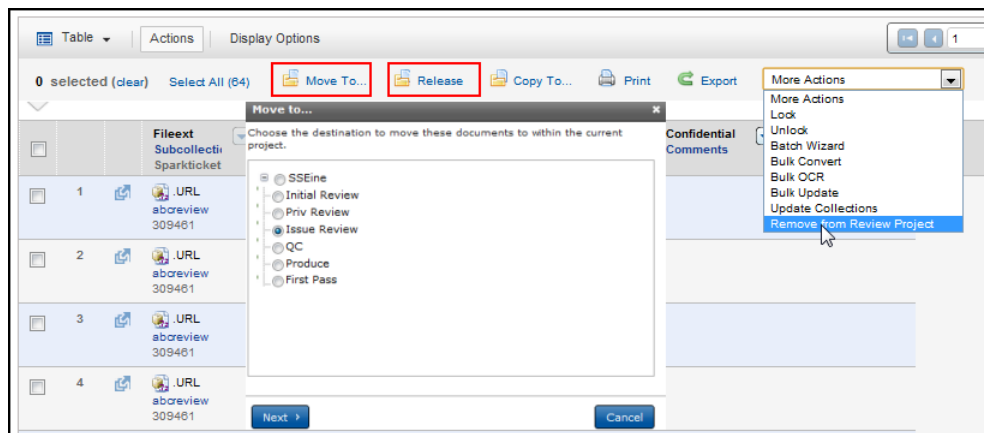 Table Actions Display Options 1
0 selected (clear) Select All (64) Move To... Release Copy To... Print Export More Actions
More Actions
Lock
Unlock
Batch Wizard
Bulk Convert
Bulk OCR
Bulk Update
Update Collections
Remove from Review Project
Move to...
Choose the destination to move these documents to within the current
project.
SSEine
Initial Review
Priv Review
Issue Review
QC
Produce
First Pass
Next
Cancel
Fileext
Subcollecti
Sparkticket
Confidential
Comments
1 .URL
abcreview
309461
2 .URL
abcreview
309461
3 .URL
abcreview
309461
4 .URL
abcreview
309461